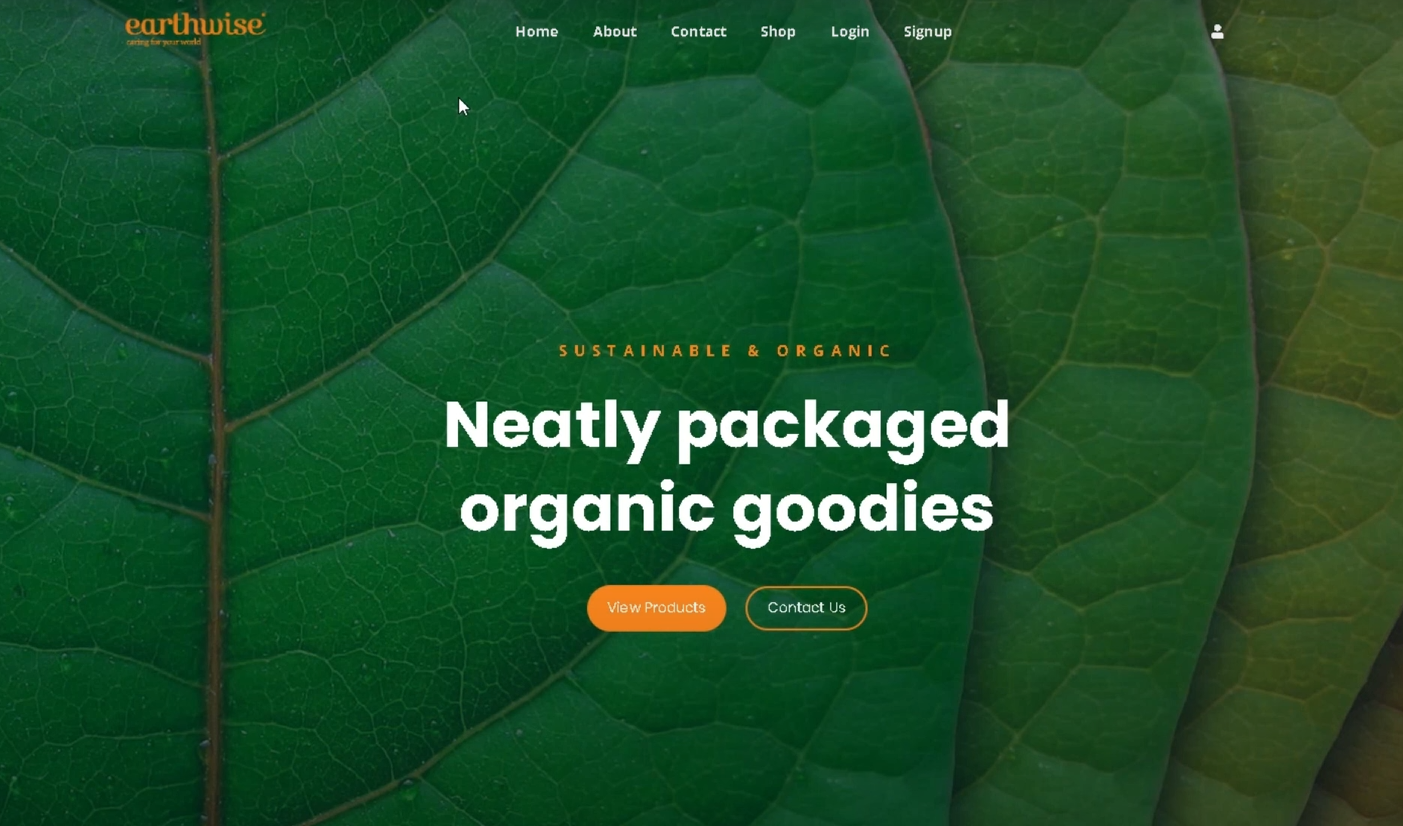 earthwise
caring for your world
Home About Contact Shop Login Signup
SUSTAINABLE & ORGANIC
Neatly packaged
organic goodies
View Products Contact Us